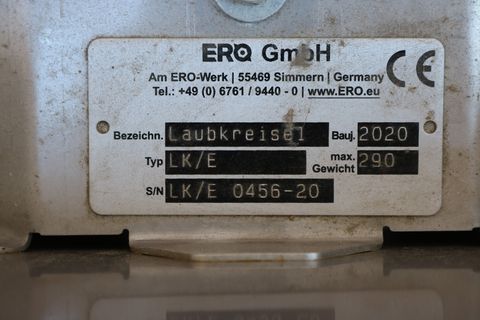 ERO GmbH
Am ERO-Werk | 55469 Simmern | Germany
Tel.: +49 (0) 6761 / 9440 - 0 | www.ERO.eu
CE
Bezeichn. Laubkreisel Bauj. 2020
Typ LK/E max. Gewicht 290
S/N LK/E 0456-20